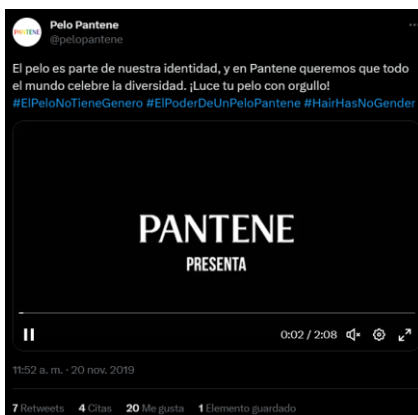 Pelo Pantene
@pelopantene
El pelo es parte de nuestra identidad, y en Pantene queremos que todo
el mundo celebre la diversidad. ¡Luce tu pelo con orgullo!
#ElPeloNoTieneGenero #ElPoderDeUnPeloPantene #HairHasNoGender
PANTENE
PRESENTA
0:02 / 2:08
11:52 a. m. · 20 nov. 2019
7 Retweets 4 Citas 20 Me gusta 1 Elemento guardado